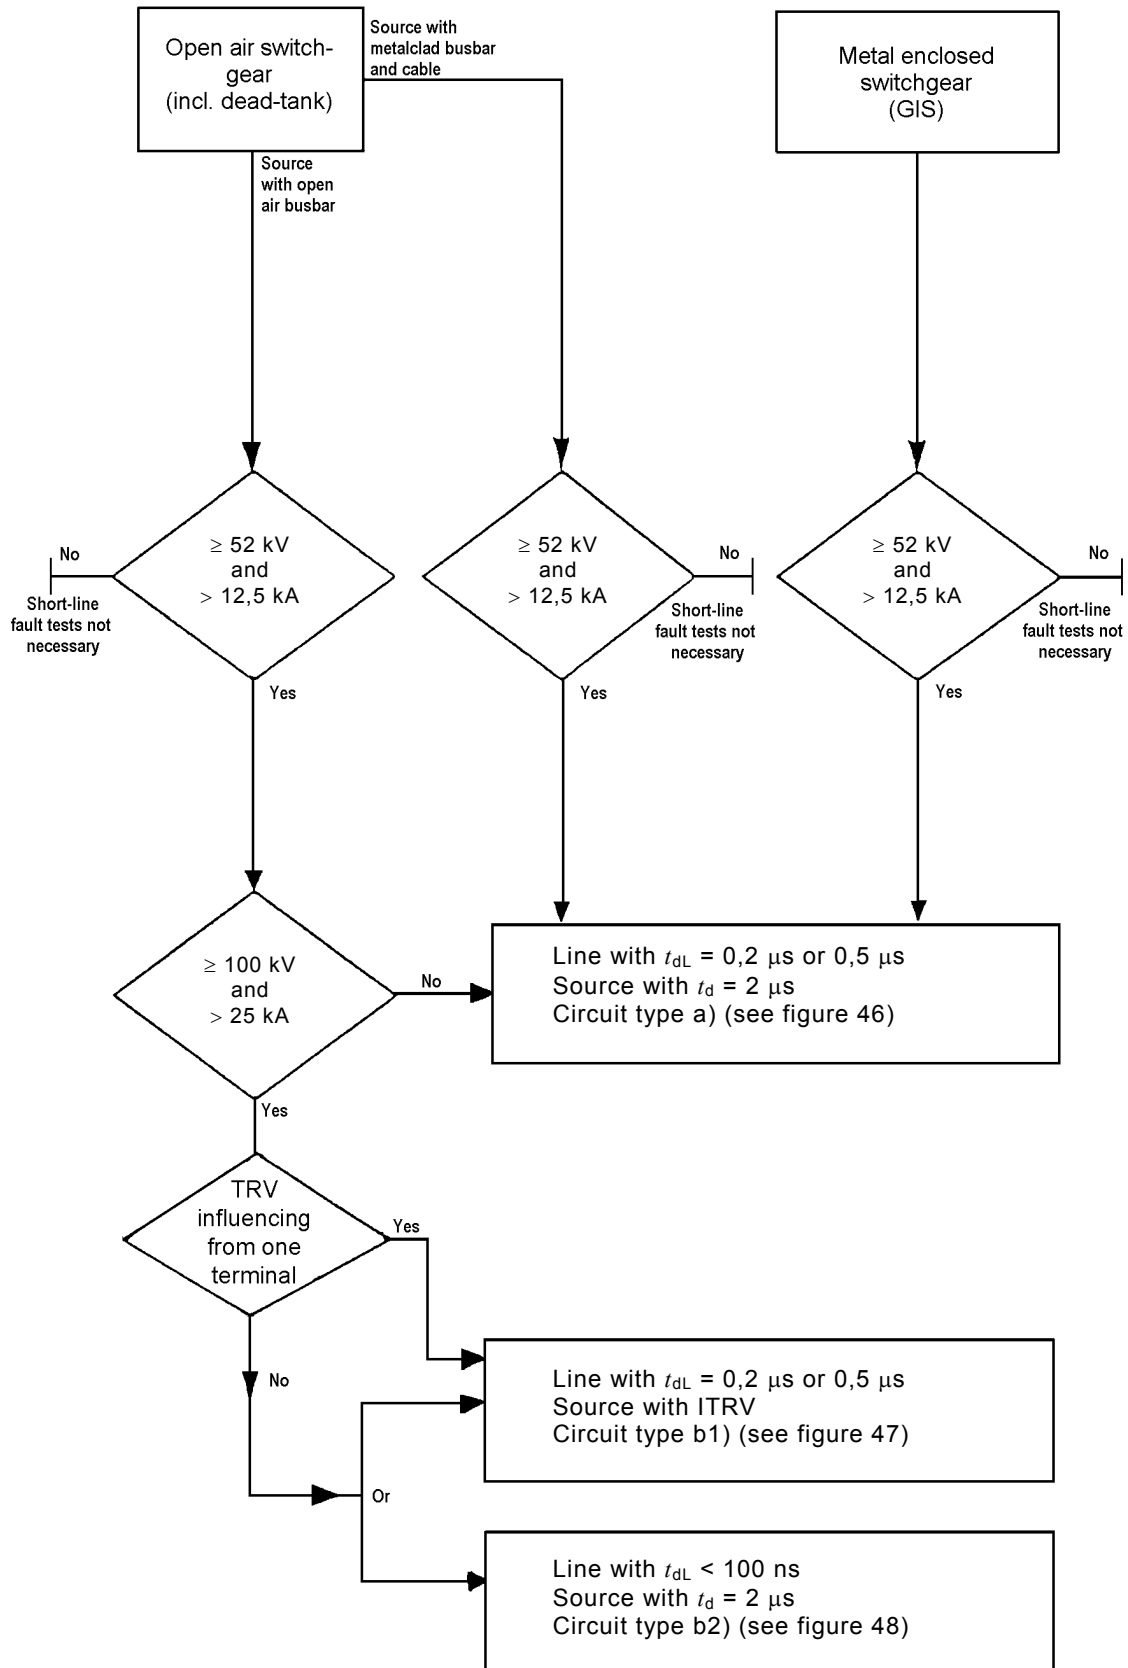 Open air switch-
gear
(incl. dead-tank)
Source with
metalclad busbar
and cable
Metal enclosed
switchgear
(GIS)
Source
with open
air busbar
≥ 52 kV
and
> 12,5 kA
No
Short-line
fault tests not
necessary
Yes
≥ 52 kV
and
> 12,5 kA
No
Short-line
fault tests not
necessary
Yes
≥ 52 kV
and
> 12,5 kA
No
Short-line
fault tests not
necessary
Yes
≥ 100 kV
and
> 25 kA
No
Yes
Line with tdL = 0,2 μs or 0,5 μs
Source with td = 2 μs
Circuit type a) (see figure 46)
TRV
influencing
from one
terminal
Yes
No
Or
Line with tdL = 0,2 μs or 0,5 μs
Source with ITRV
Circuit type b1) (see figure 47)
Line with tdL < 100 ns
Source with td = 2 μs
Circuit type b2) (see figure 48)